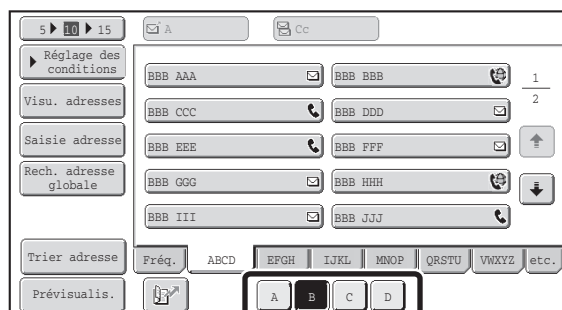 5 10 15
A
Cc
Réglage des
conditions
Visu. adresses
Saisie adresse
Rech. adresse
globale
BBB AAA
BBB BBB
BBB CCC
BBB DDD
BBB EEE
BBB FFF
BBB GGG
BBB HHH
BBB III
BBB JJJ
1
2
Trier adresse
Fréq. ABCD EFGH IJKL MNOP QRSTU VWXYZ etc.
Prévisualis.
A B C D